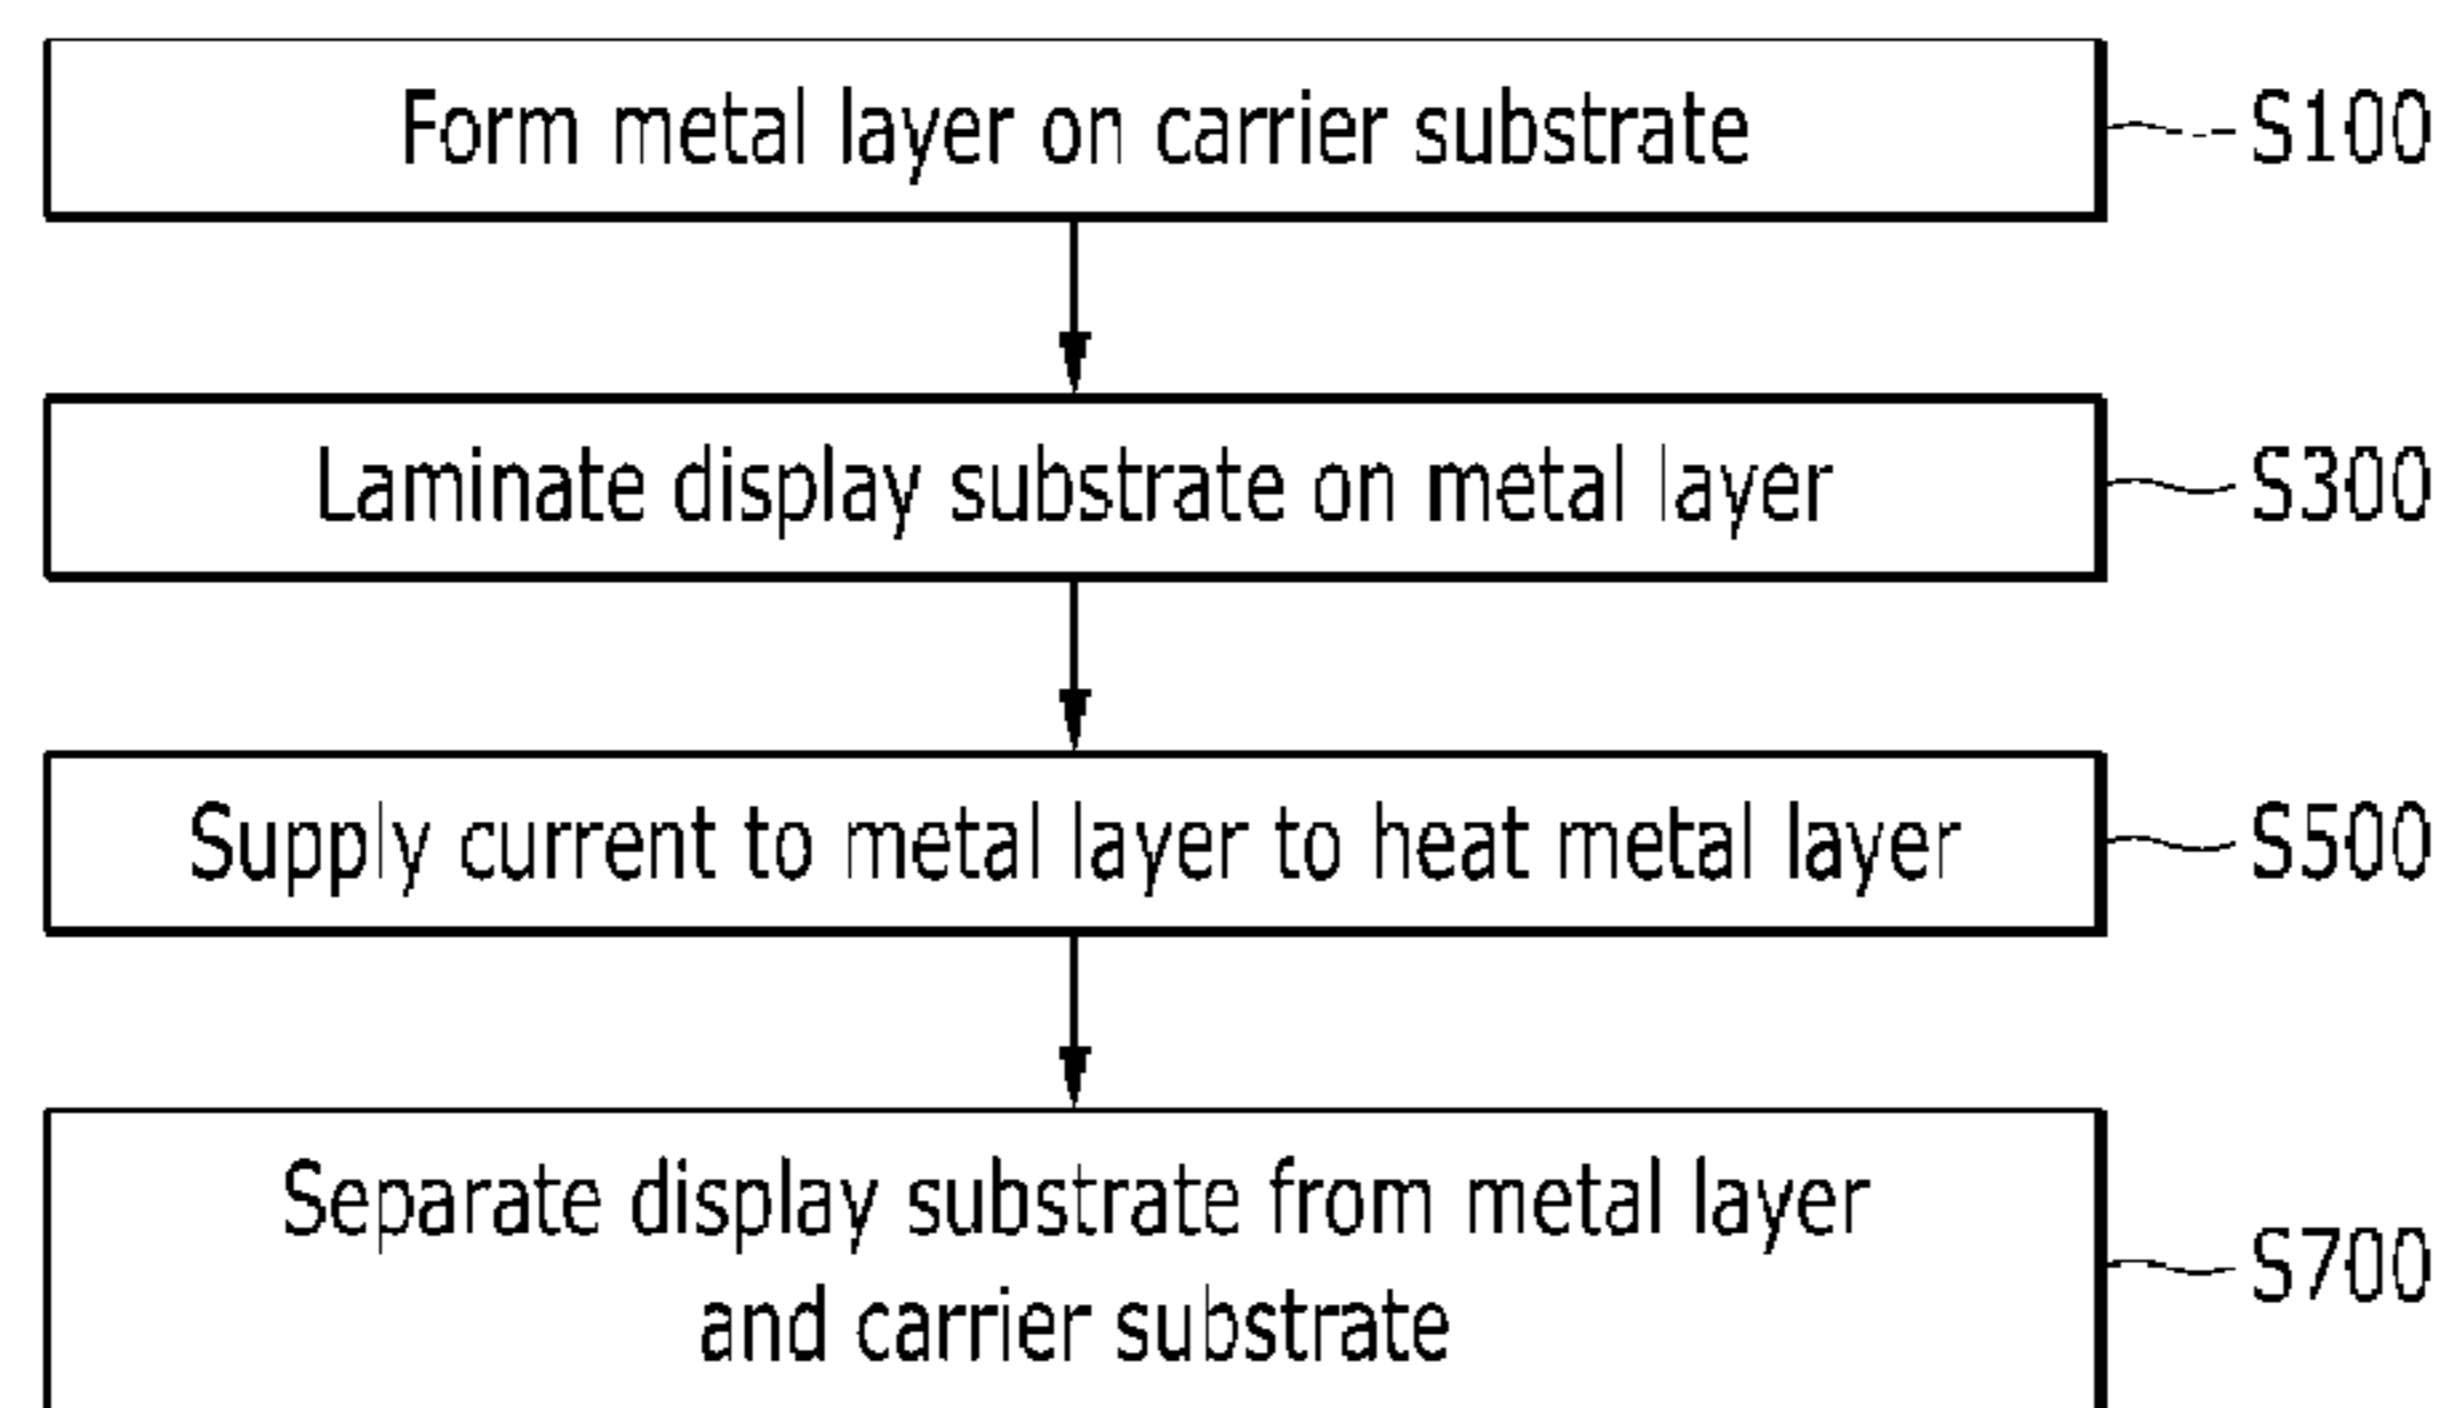 Form metal layer on carrier substrate S100
Laminate display substrate on metal layer S300
Supply current to metal layer to heat metal layer S500
Separate display substrate from metal layer
and carrier substrate
S700